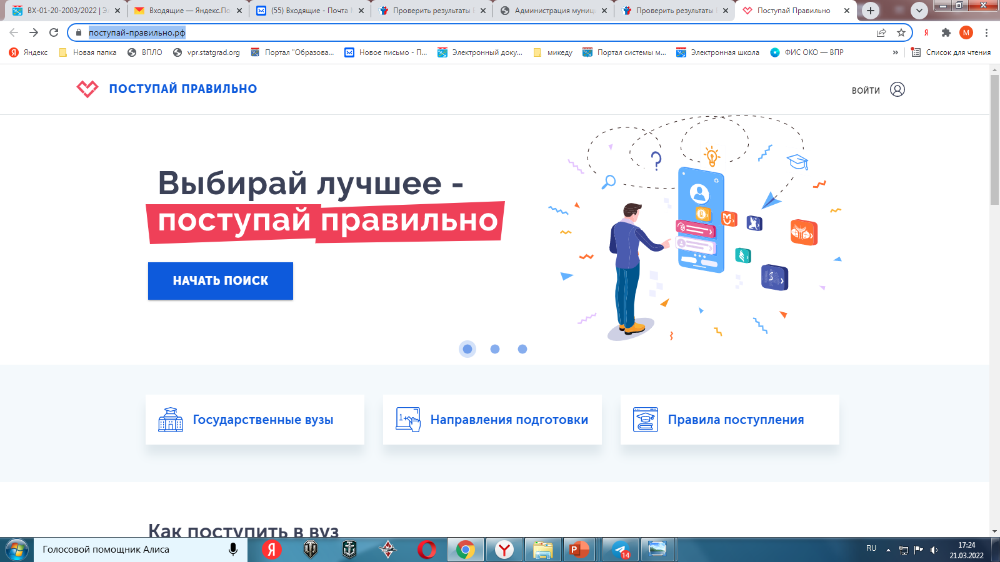 ВХ-01-20-2003/2022 | Э
Входящие — Яндекс.По
(55) Входящие - Почта
Проверить результаты
Администрация муниц
Проверить результаты
Поступай Правильно
поступай-правильно.рф
Я
M
Яндекс
Новая папка
ВПЛО
vpr.statgrad.org
Портал "Образова...
Новое письмо - П...
Электронный доку...
микеду
Портал системы м...
Электронная школа
ФИС ОКО — ВПР
»
Список для чтения
ПОСТУПАЙ ПРАВИЛЬНО
ВОЙТИ
Выбирай лучшее -
поступай правильно
НАЧАТЬ ПОИСК
Государственные вузы
Направления подготовки
Правила поступления
Как поступить в вуз
Голосовой помощник Алиса
14
RU
17:24
21.03.2022